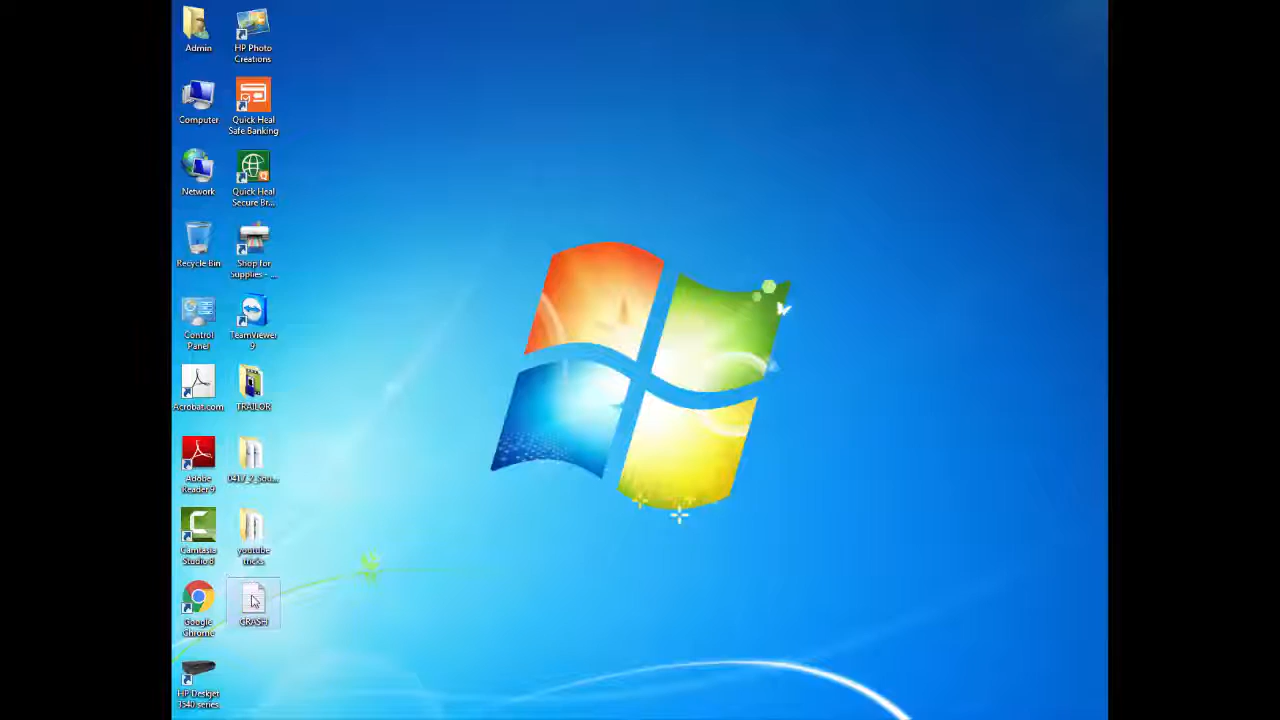 Admin
HP Photo
Creations
Computer
Quick Heal
Safe Banking
Network
Quick Heal
Secure Br...
Recycle Bin
Shop for
Supplies - ...
Control
Panel
TeamViewer
9
Acrobat.com
TRAILOR
Adobe
Reader 9
0417_2_Sou...
Camtasia
Studio 8
youtube
tricks
Google
Chrome
CRASH
HP Deskjet
1540 series